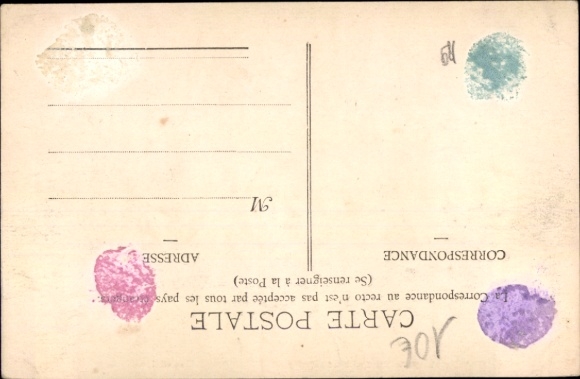 CARTE POSTALE
La Correspondance au recto n'est pas acceptée par tous les pays étrangers.
(Se renseigner à la Poste)
CORRESPONDANCE
ADRESSE
M